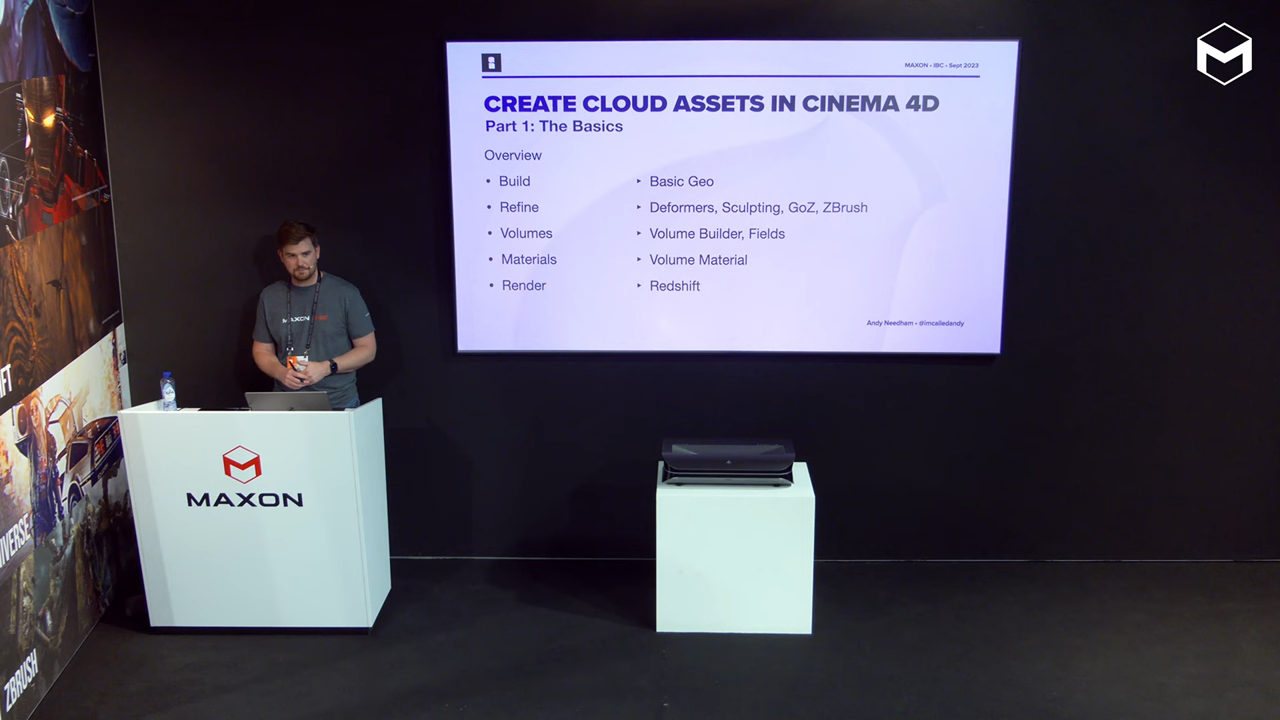 MAXON • IBC • Sept 2023
CREATE CLOUD ASSETS IN CINEMA 4D
Part 1: The Basics
Overview
• Build ‣ Basic Geo
• Refine ‣ Deformers, Sculpting, GoZ, ZBrush
• Volumes ‣ Volume Builder, Fields
• Materials ‣ Volume Material
• Render ‣ Redshift
Andy Needham • @imcalledandy
MAXON
MAXON
ZBRUSH